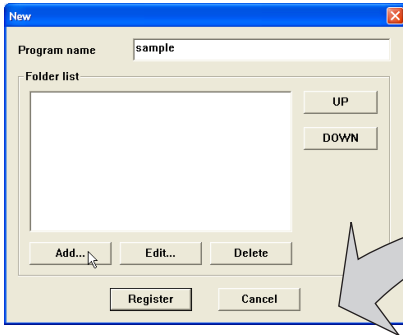 New
Program name sample
Folder list
UP
DOWN
Add... Edit... Delete
Register Cancel